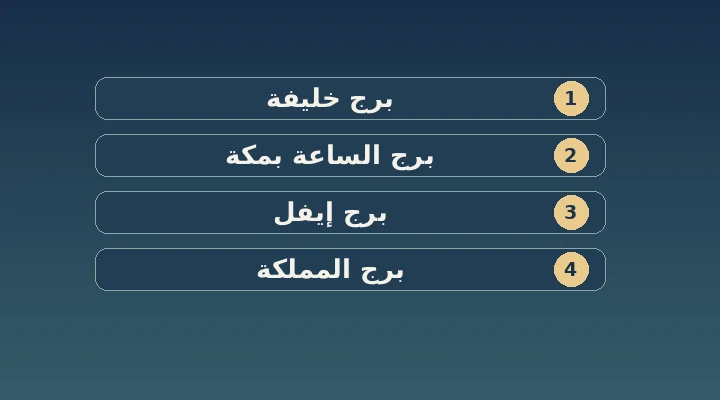 1 برج خليفة
2 برج الساعة بمكة
3 برج إيفل
4 برج المملكة